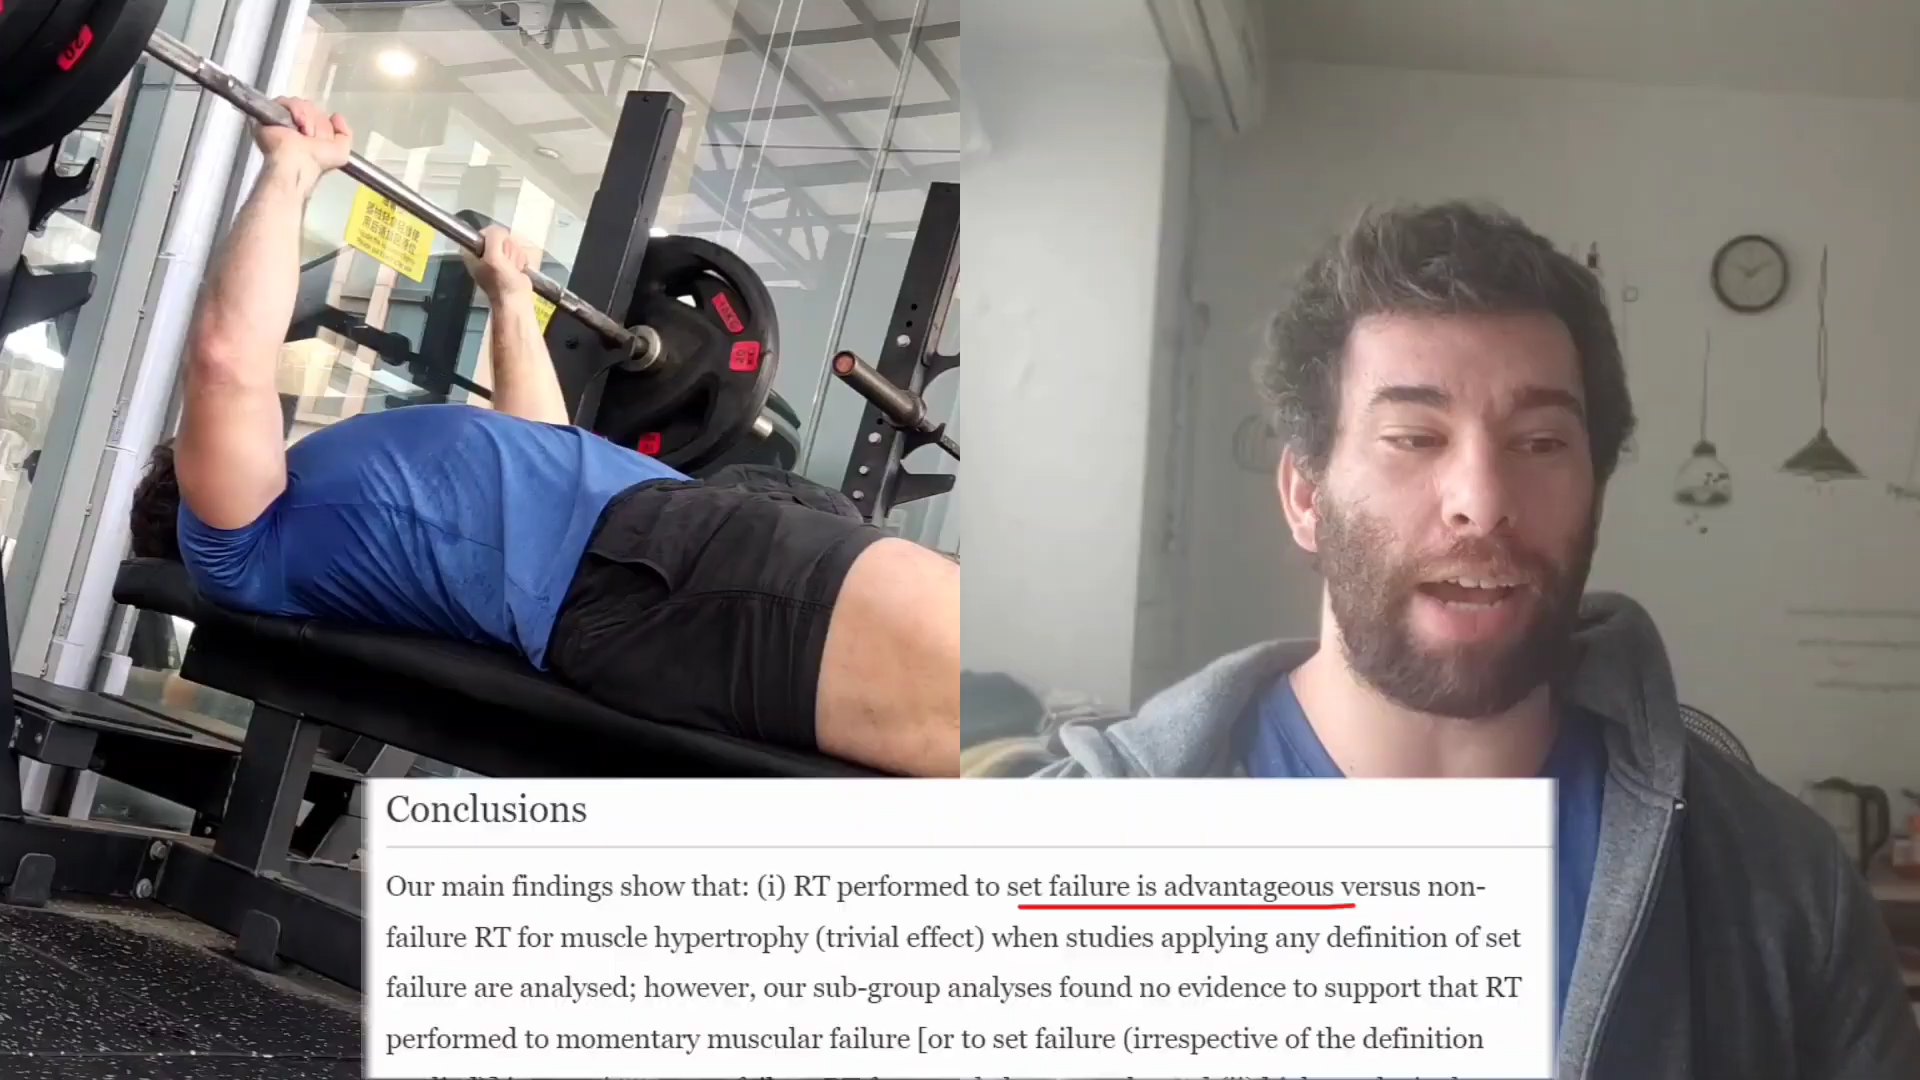 20
TAKE
20
Conclusions
Our main findings show that: (i) RT performed to set failure is advantageous versus non-
failure RT for muscle hypertrophy (trivial effect) when studies applying any definition of set
failure are analysed; however, our sub-group analyses found no evidence to support that RT
performed to momentary muscular failure [or to set failure (irrespective of the definition